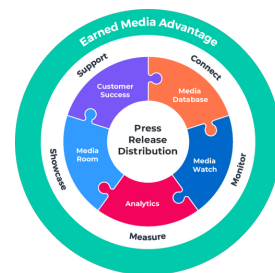 Earned Media Advantage
Support
Connect
Customer
Success
Media
Database
Press
Release
Distribution
Media
Room
Media
Watch
Showcase
Monitor
Analytics
Measure